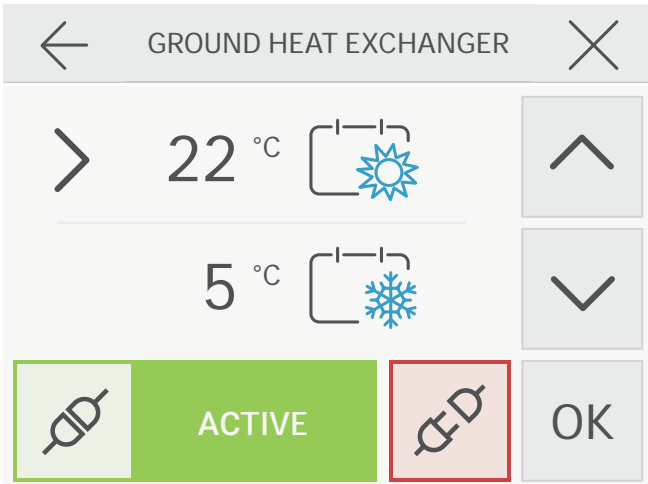 GROUND HEAT EXCHANGER
22 °C
5 °C
ACTIVE
OK